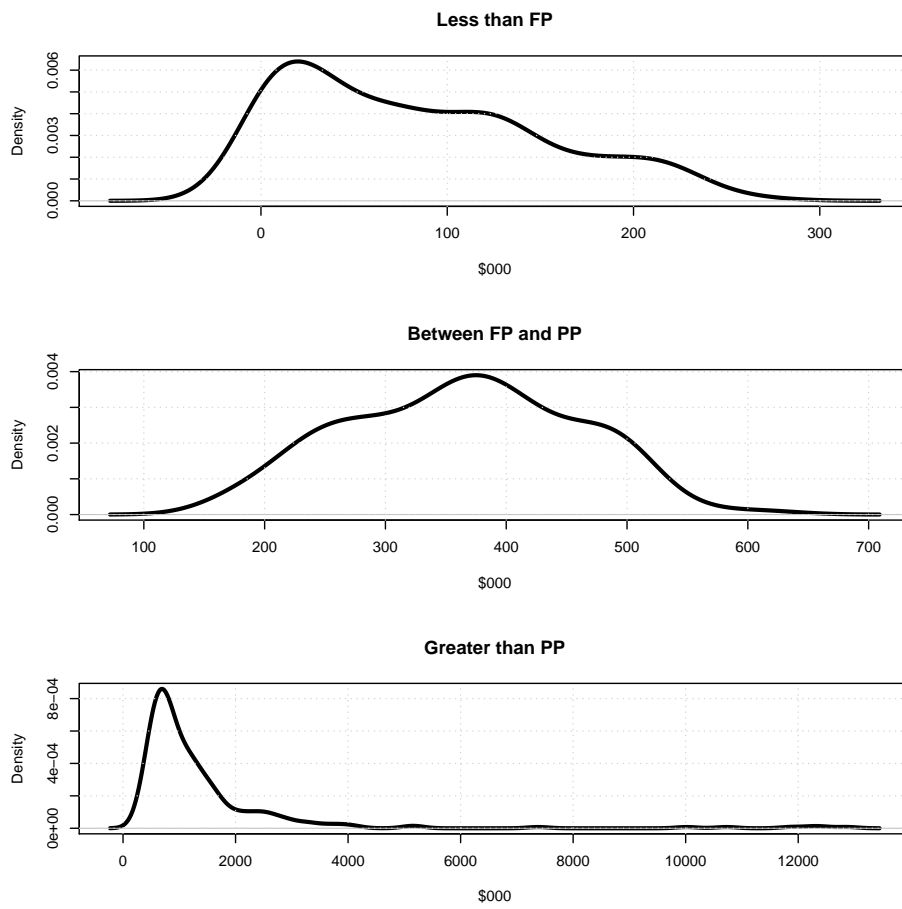 Less than FP
Density
0.000 0.003 0.006
0 100 200 300
$000
Between FP and PP
Density
0.000 0.002 0.004
100 200 300 400 500 600 700
$000
Greater than PP
Density
0e+00 4e−04 8e−04
0 2000 4000 6000 8000 10000 12000
$000